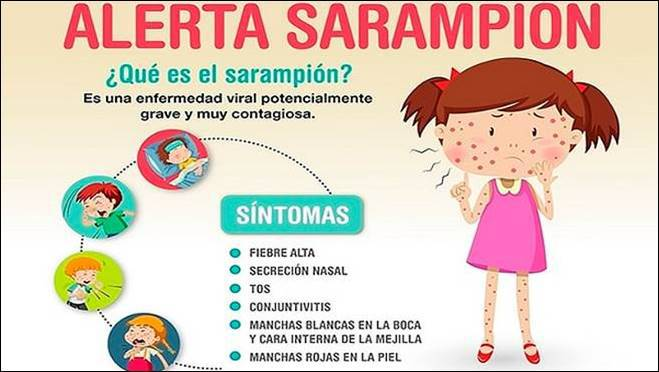 ALERTA SARAMPION
¿Qué es el sarampión?
Es una enfermedad viral potencialmente
grave y muy contagiosa.
SÍNTOMAS
FIEBRE ALTA
SECRECIÓN NASAL
TOS
CONJUNTIVITIS
MANCHAS BLANCAS EN LA BOCA
Y CARA INTERNA DE LA MEJILLA
MANCHAS ROJAS EN LA PIEL